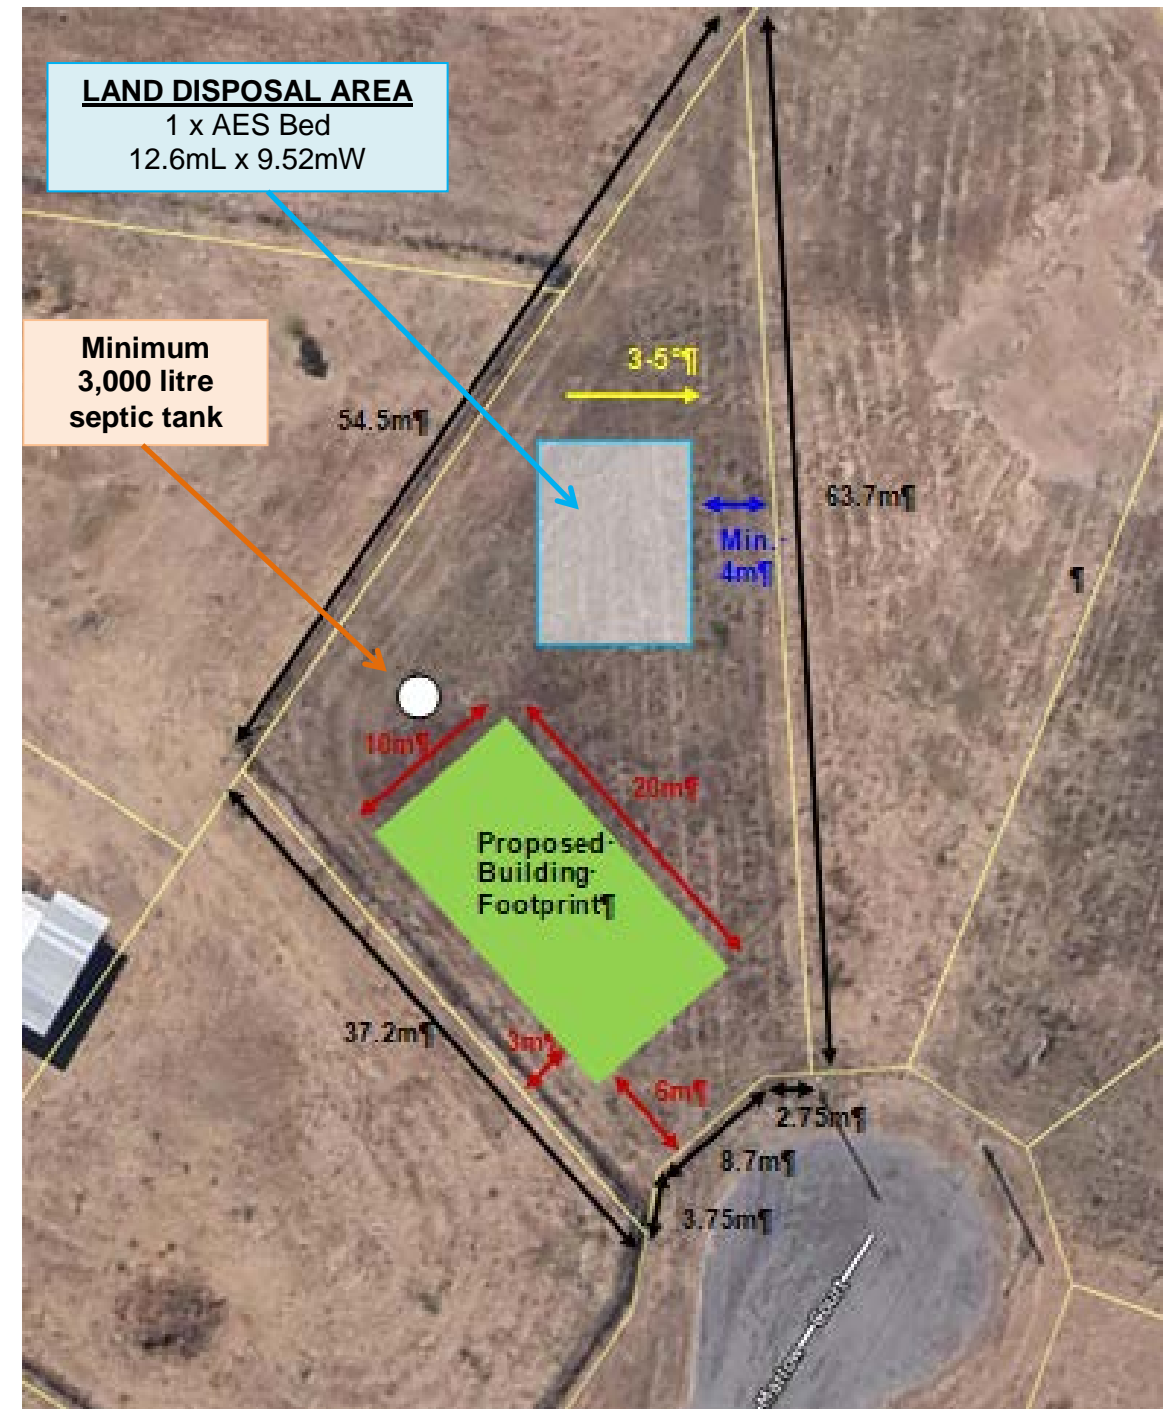 LAND DISPOSAL AREA
1 x AES Bed
12.6mL x 9.52mW
Minimum
3,000 litre
septic tank
3-5°¶
54.5m¶
63.7m¶
Min.-
4m¶
¶
10m¶
20m¶
Proposed·
Building·
Footprint¶
37.2m¶
3m¶
6m¶
2.75m¶
8.7m¶
3.75m¶
Court